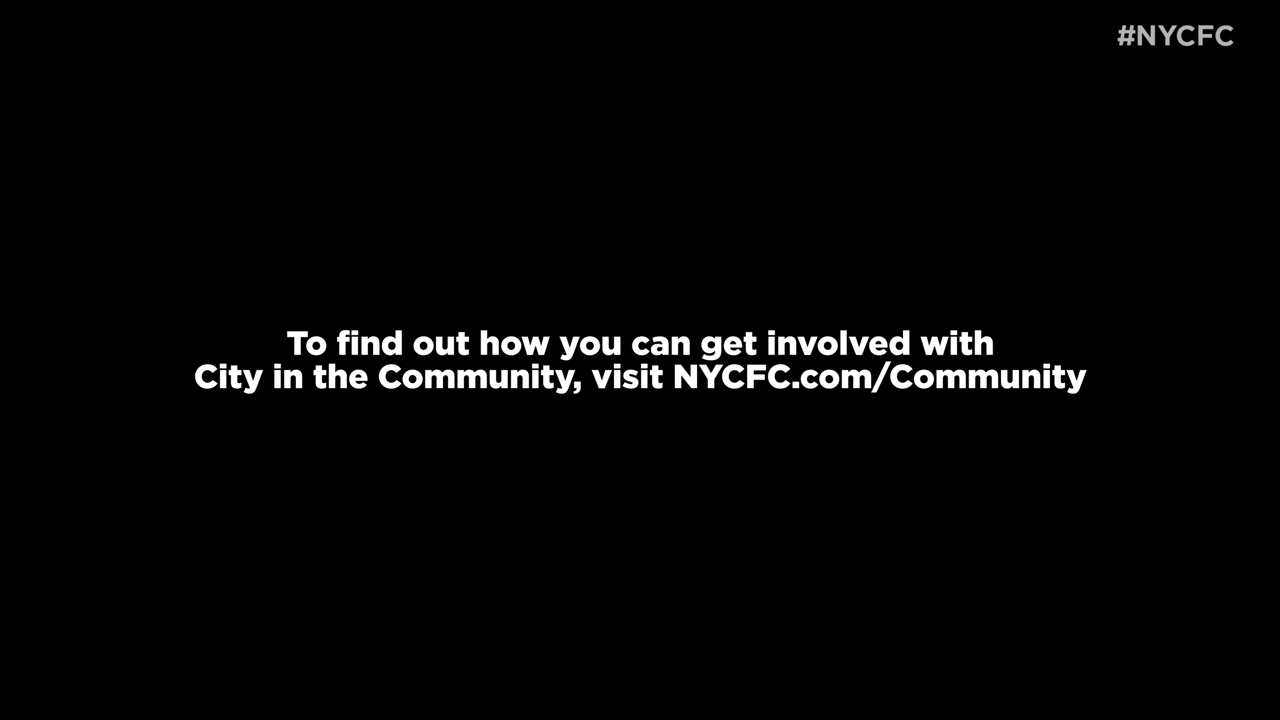 #NYCFC
To find out how you can get involved with
City in the Community, visit NYCFC.com/Community